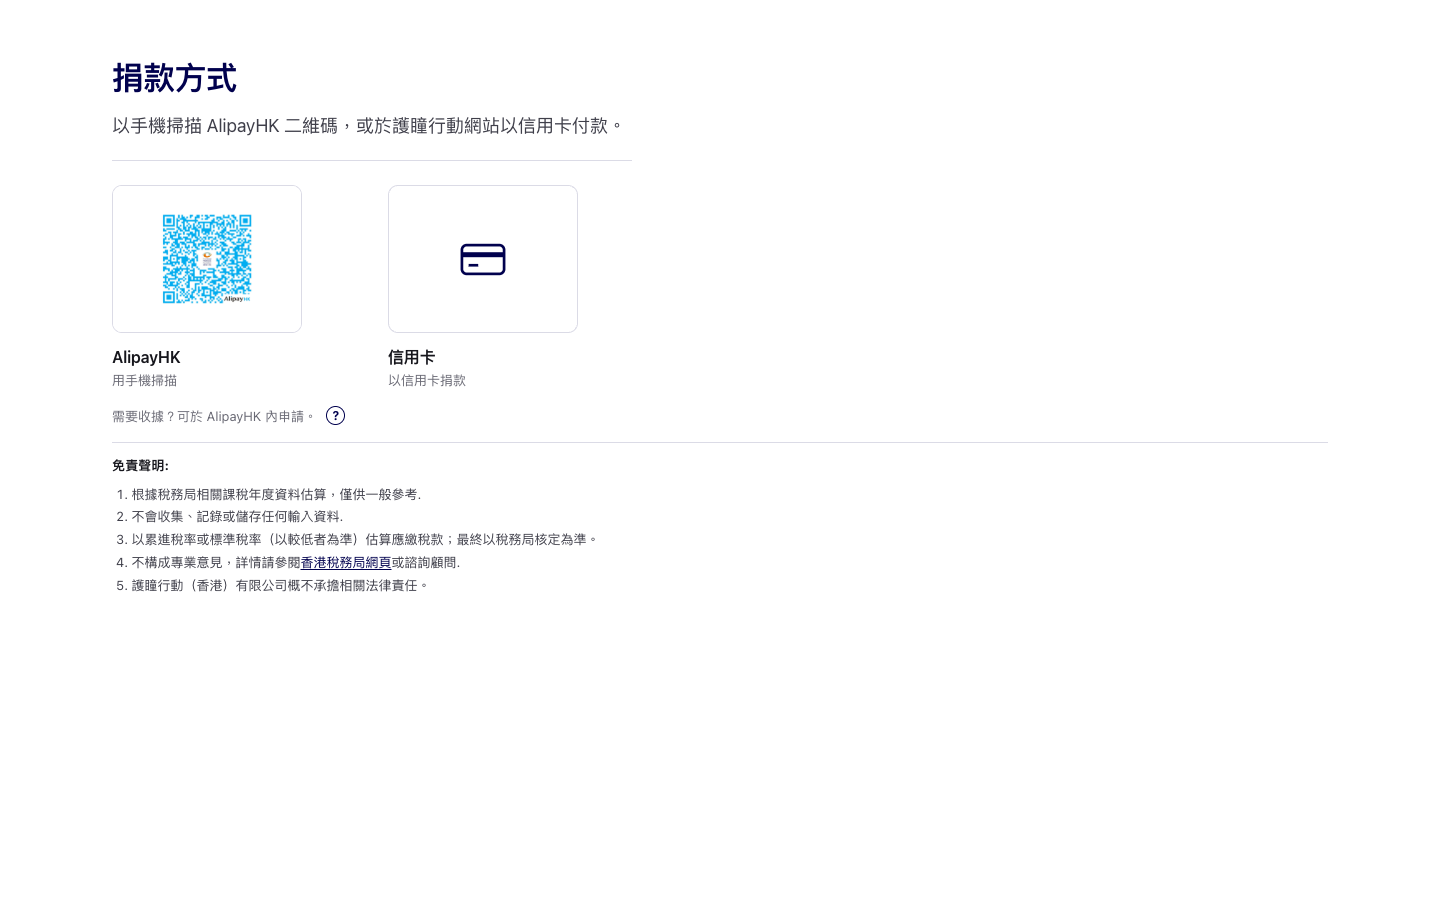 捐款方式
以手機掃描 AlipayHK 二維碼，或於護瞳行動網站以信用卡付款。
AlipayHK
AlipayHK
用手機掃描
信用卡
以信用卡捐款
需要收據？可於 AlipayHK 內申請。 ?
免責聲明:
1. 根據稅務局相關課稅年度資料估算，僅供一般參考.
2. 不會收集、記錄或儲存任何輸入資料.
3. 以累進稅率或標準稅率（以較低者為準）估算應繳稅款；最終以稅務局核定為準。
4. 不構成專業意見，詳情請參閱香港稅務局網頁或諮詢顧問.
5. 護瞳行動（香港）有限公司概不承擔相關法律責任。